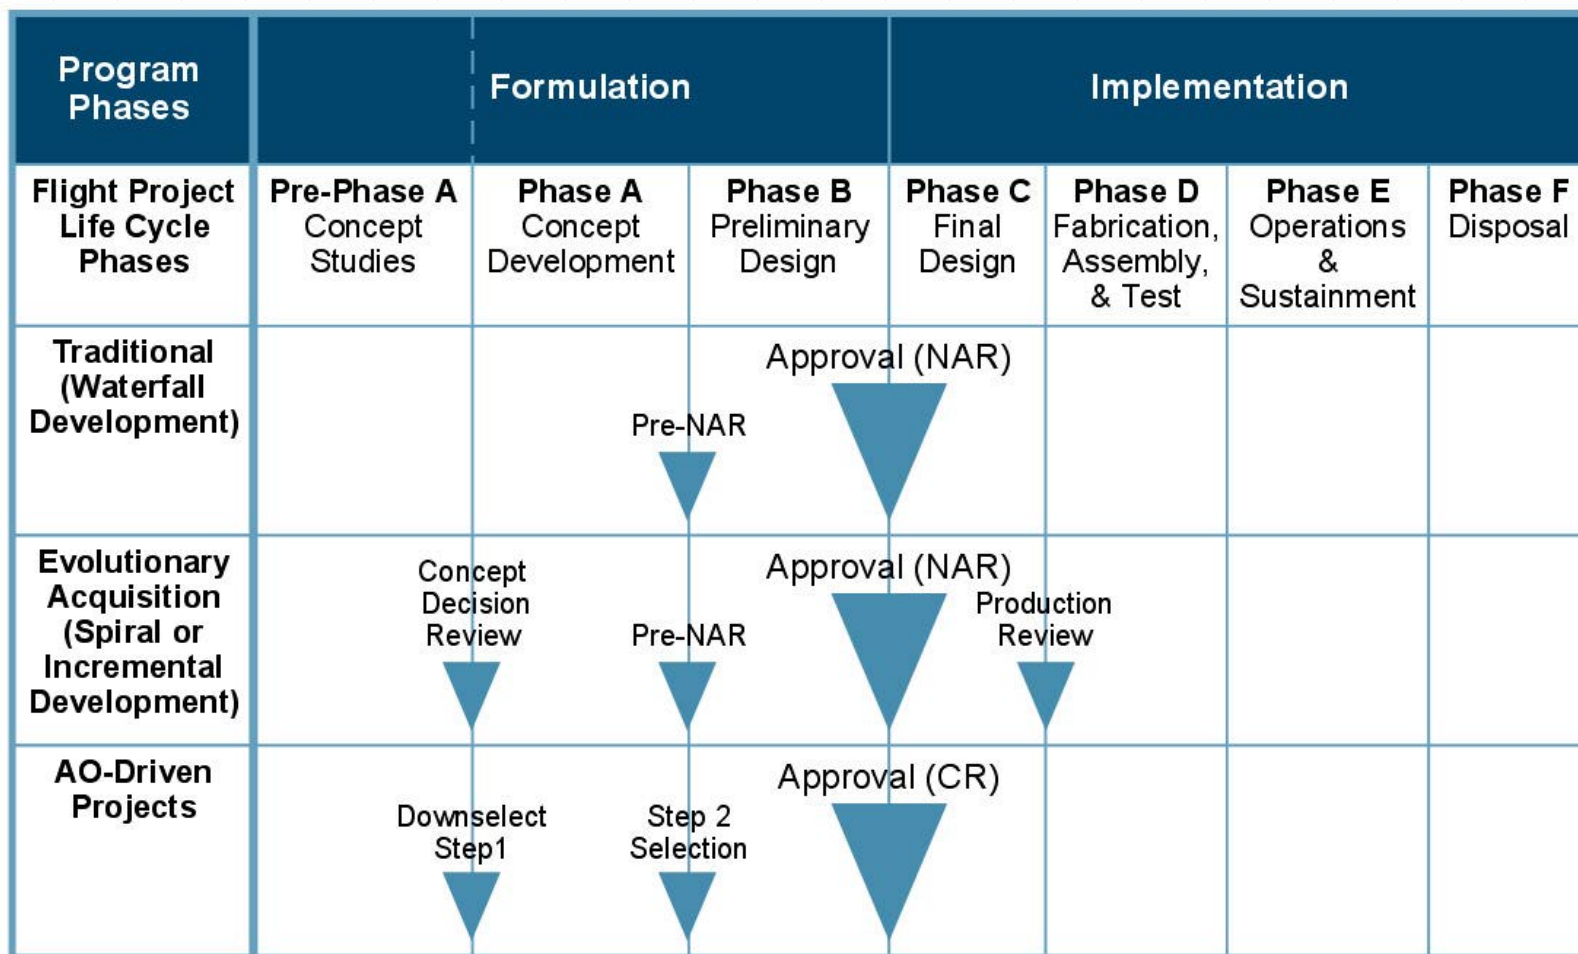 Program
Phases
Formulation
Implementation
Flight Project
Life Cycle
Phases
Pre-Phase A
Concept
Studies
Phase A
Concept
Development
Phase B
Preliminary
Design
Phase C
Final
Design
Phase D
Fabrication,
Assembly,
& Test
Phase E
Operations
&
Sustainment
Phase F
Disposal
Traditional
(Waterfall
Development)
Pre-NAR
Approval (NAR)
Evolutionary
Acquisition
(Spiral or
Incremental
Development)
Concept
Decision
Review
Pre-NAR
Approval (NAR)
Production
Review
AO-Driven
Projects
Downselect
Step1
Step 2
Selection
Approval (CR)